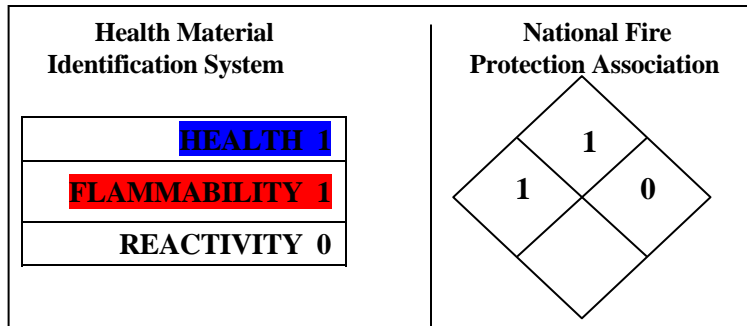 Health Material
Identification System
HEALTH 1
FLAMMABILITY 1
REACTIVITY 0
National Fire
Protection Association
1
1 0